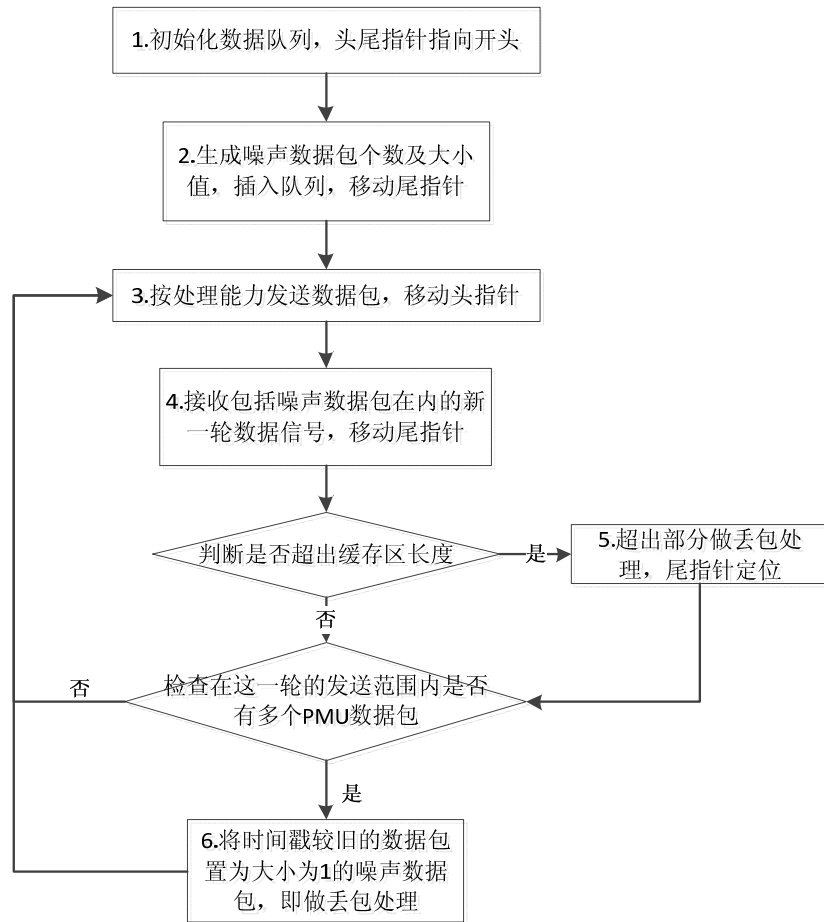 1.初始化数据队列，头尾指针指向开头
2.生成噪声数据包个数及大小
值，插入队列，移动尾指针
3.按处理能力发送数据包，移动头指针
4.接收包括噪声数据包在内的新
一轮数据信号，移动尾指针
判断是否超出缓存区长度
是
5.超出部分做丢包处
理，尾指针定位
否
检查在这一轮的发送范围内是否
有多个PMU数据包
否
是
6.将时间戳较旧的数据包
置为大小为1的噪声数据
包，即做丢包处理